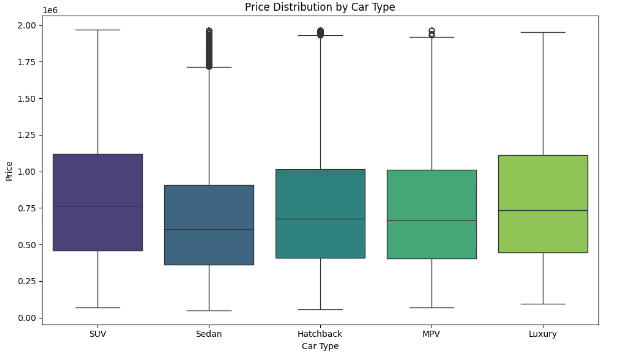 Price Distribution by Car Type
1e6
2.00
1.75
1.50
1.25
1.00
0.75
0.50
0.25
0.00
Price
SUV Sedan Hatchback MPV Luxury
Car Type